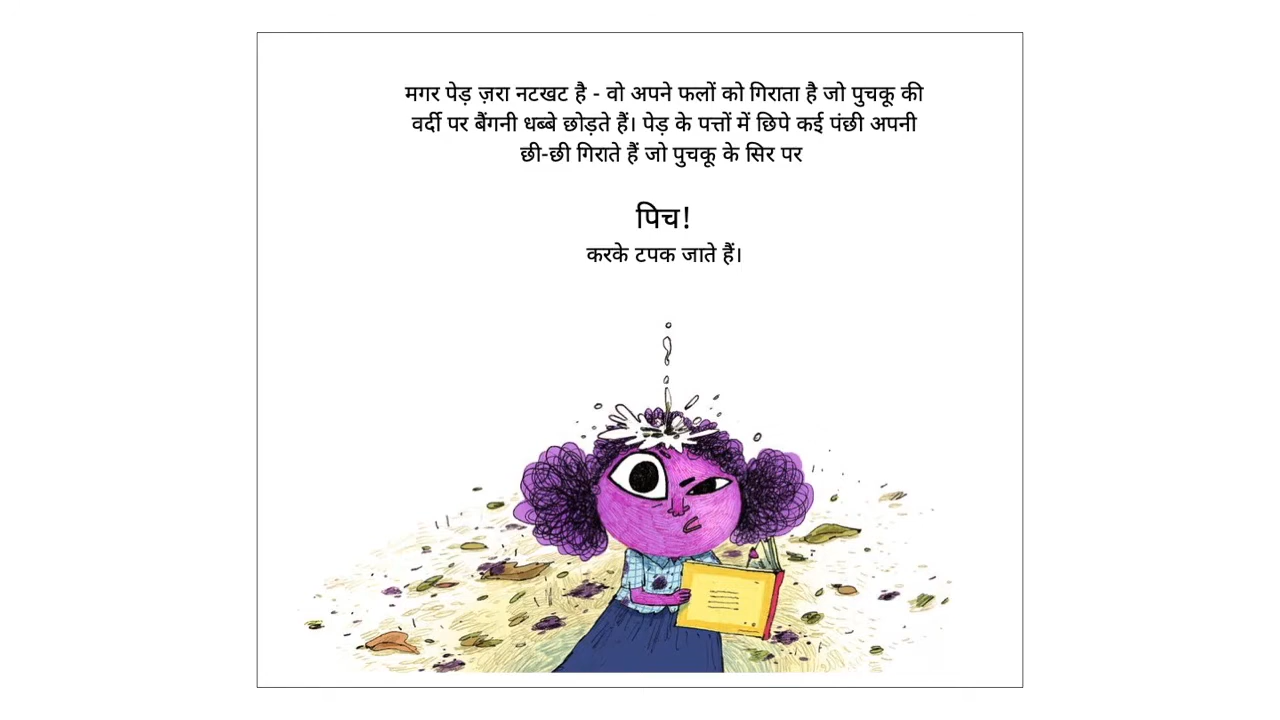 मगर पेड़ ज़रा नटखट है - वो अपने फलों को गिराता है जो पुचकू की
वर्दी पर बैंगनी धब्बे छोड़ते हैं। पेड़ के पत्तों में छिपे कई पंछी अपनी
छी-छी गिराते हैं जो पुचकू के सिर पर
पिच!
करके टपक जाते हैं।